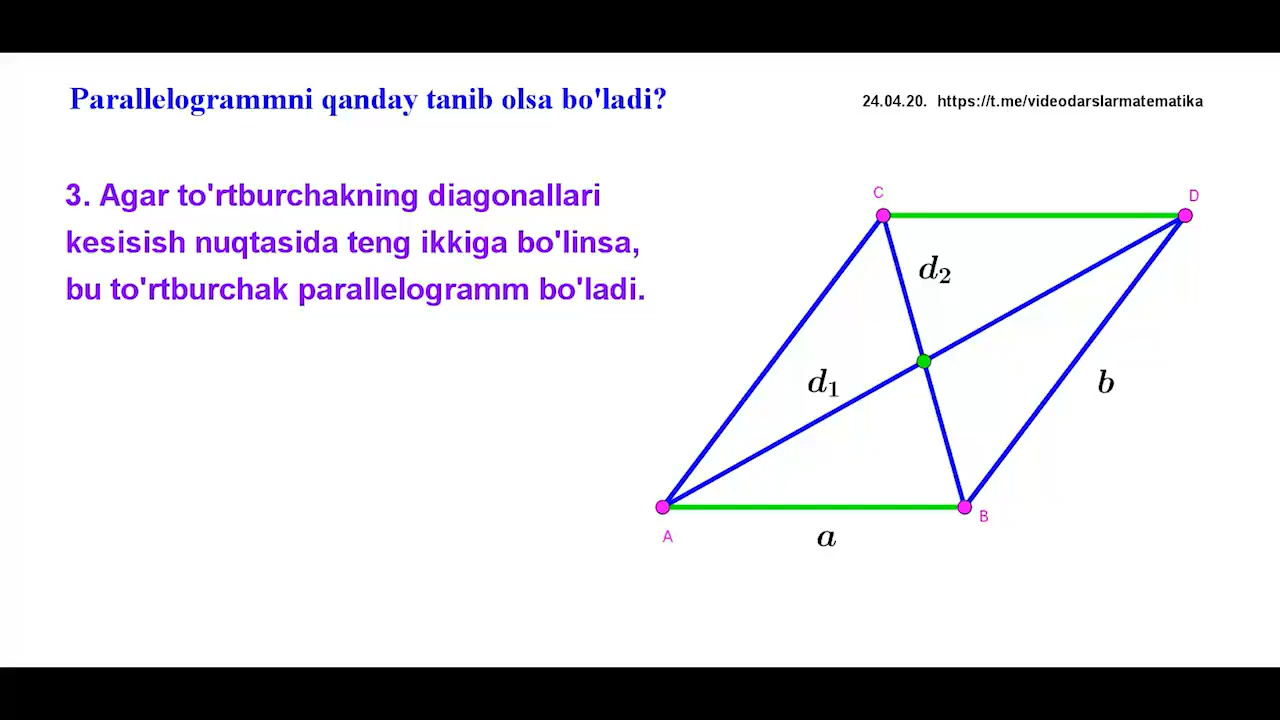 Parallelogrammni qanday tanib olsa bo'ladi?
24.04.20. https://t.me/videodarslarmatematika
3. Agar to'rtburchakning diagonallari
kesisish nuqtasida teng ikkiga bo'linsa,
bu to'rtburchak parallelogramm bo'ladi.
C
D
d₂
d₁
b
B
A
a